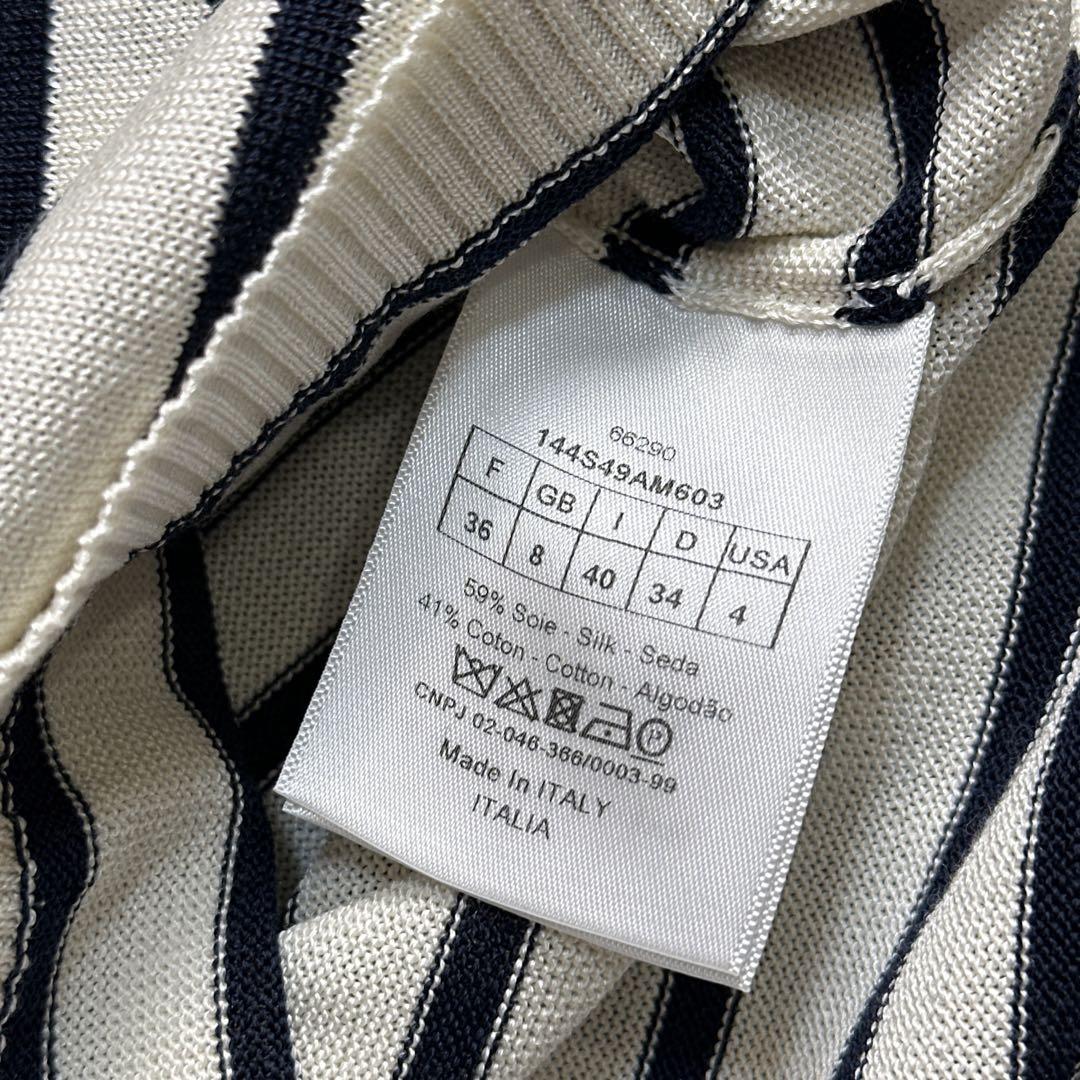 66290
144S49AM603
F GB I D USA
36 8 40 34 4
59% Soie - Silk - Seda
41% Coton - Cotton - Algodão
P
CNPJ 02-046-366/0003-99
Made In ITALY
ITALIA